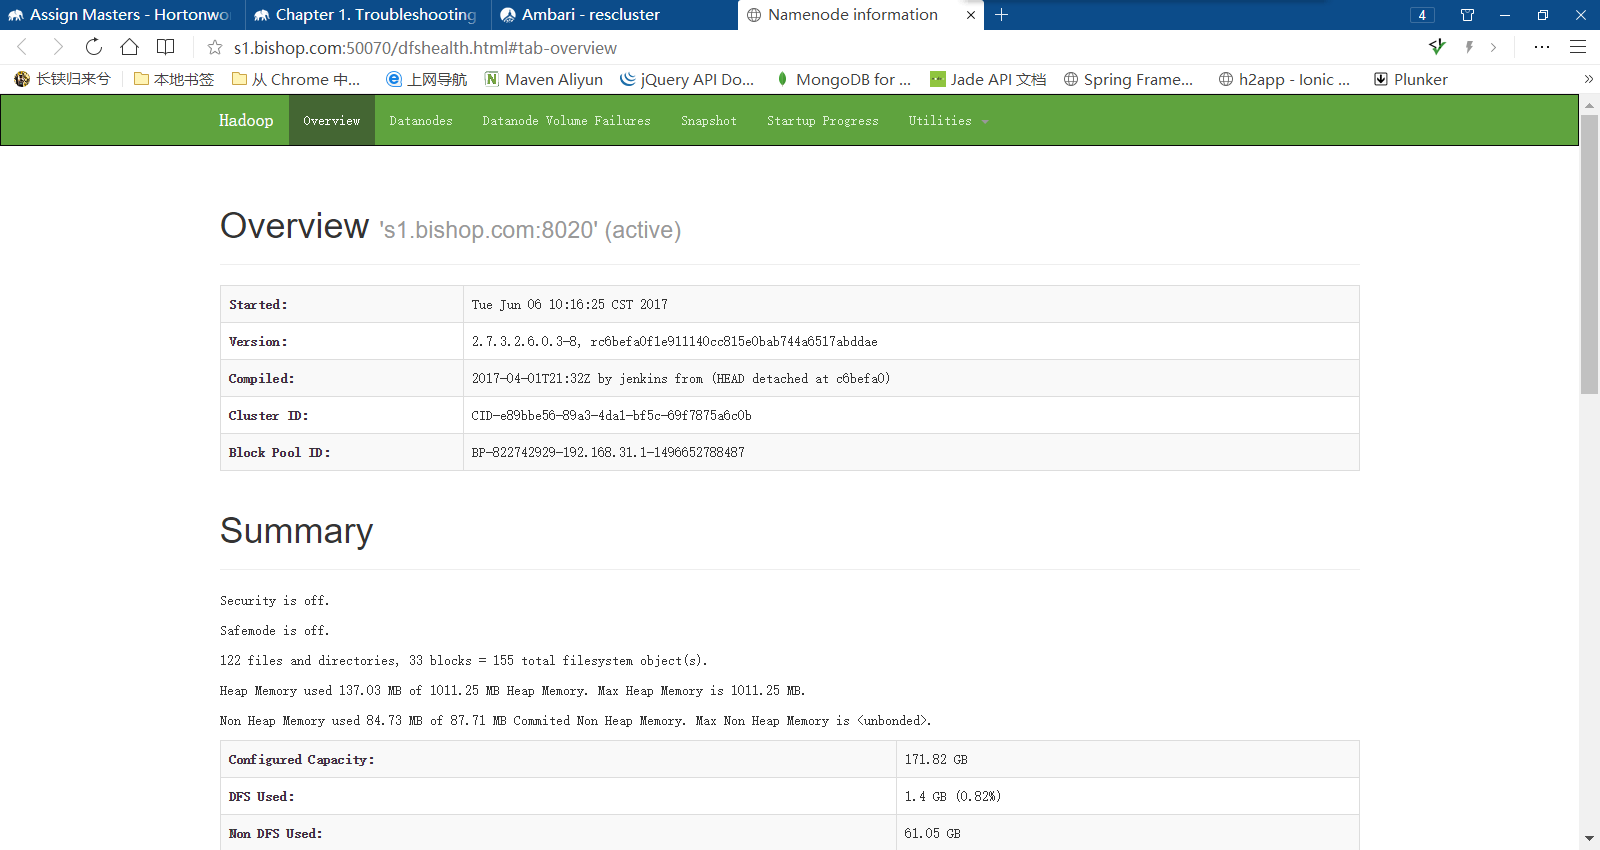 Assign Masters - Hortonwo
Chapter 1. Troubleshooting
Ambari - rescluster
Namenode information
4
s1.bishop.com:50070/dfshealth.html#tab-overview
长铗归来兮
本地书签
从 Chrome 中...
上网导航
Maven Aliyun
jQuery API Do...
MongoDB for ...
Jade API 文档
Spring Frame...
h2app - Ionic ...
Plunker
Hadoop
Overview
Datanodes
Datanode Volume Failures
Snapshot
Startup Progress
Utilities
Overview 's1.bishop.com:8020' (active)
Started: Tue Jun 06 10:16:25 CST 2017
Version: 2.7.3.2.6.0.3-8, rc6befa0f1e911140cc815e0bab744a6517abddae
Compiled: 2017-04-01T21:32Z by jenkins from (HEAD detached at c6befa0)
Cluster ID: CID-e89bbe56-89a3-4da1-bf5c-69f7875a6c0b
Block Pool ID: BP-822742929-192.168.31.1-1496652788487
Summary
Security is off.
Safemode is off.
122 files and directories, 33 blocks = 155 total filesystem object(s).
Heap Memory used 137.03 MB of 1011.25 MB Heap Memory. Max Heap Memory is 1011.25 MB.
Non Heap Memory used 84.73 MB of 87.71 MB Commited Non Heap Memory. Max Non Heap Memory is <unbonded>.
Configured Capacity: 171.82 GB
DFS Used: 1.4 GB (0.82%)
Non DFS Used: 61.05 GB